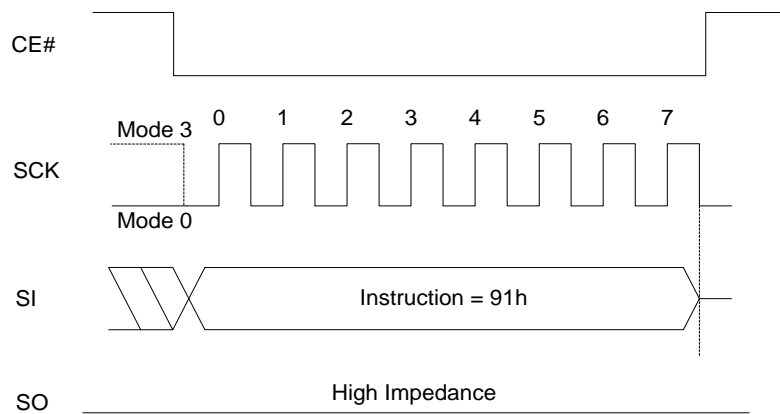 CE#
0 1 2 3 4 5 6 7
Mode 3
SCK
Mode 0
SI
Instruction = 91h
High Impedance
SO